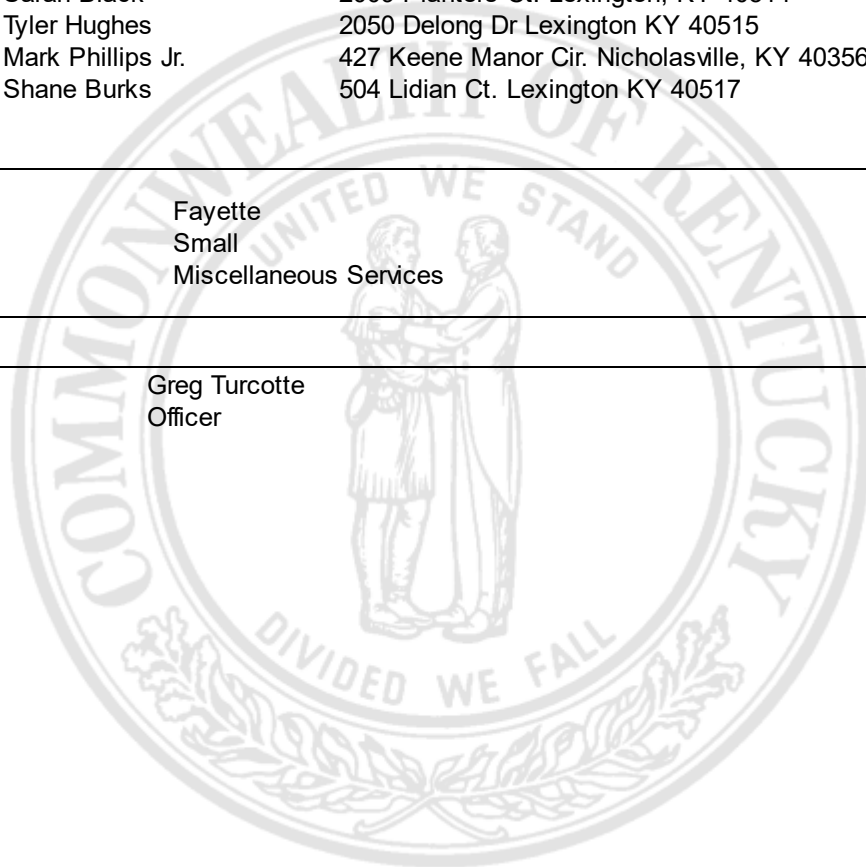 Tyler Hughes 2050 Delong Dr Lexington KY 40515
Mark Phillips Jr. 427 Keene Manor Cir. Nicholasville, KY 40356
Shane Burks 504 Lidian Ct. Lexington KY 40517
Fayette
Small
Miscellaneous Services
Greg Turcotte
Officer
COMMONWEALTH OF KENTUCKY
UNITED WE STAND
DIVIDED WE FALL